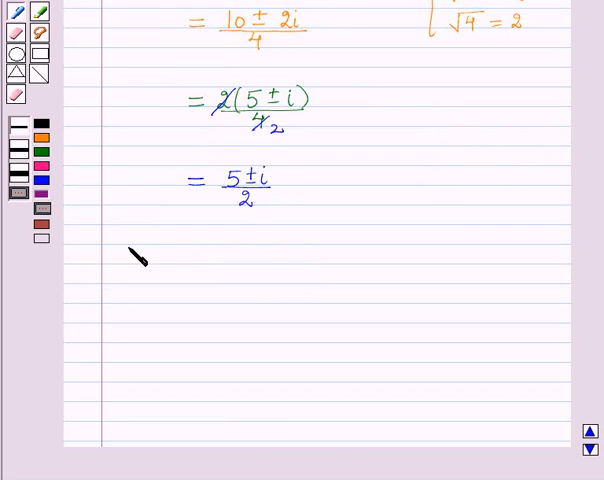 = 10 ± 2i / 4
√4 = 2
= 2(5 ± i) / 4 2
= 5 ± i / 2